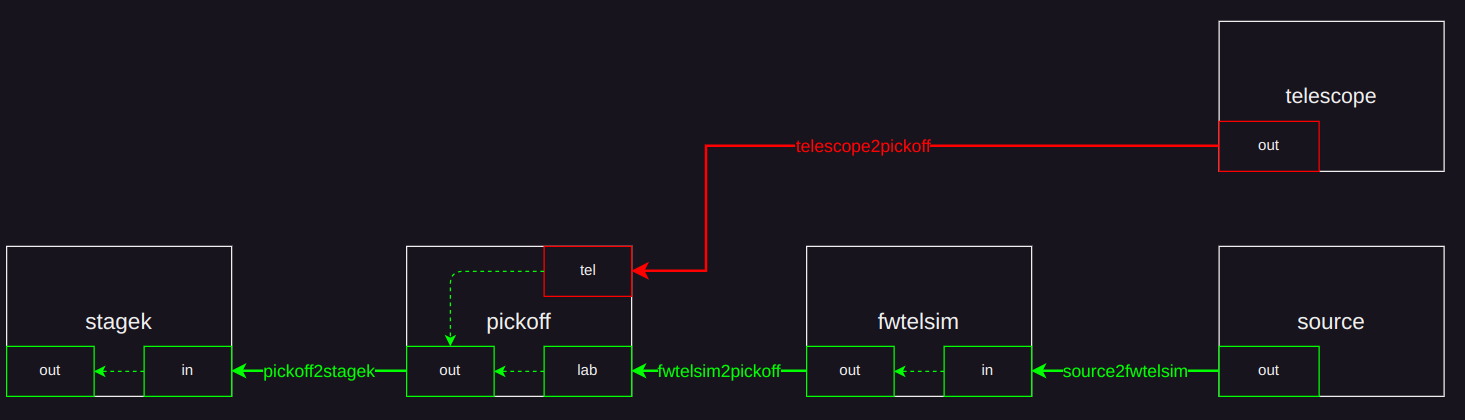 telescope
out
telescope2pickoff
tel
stagek
pickoff
fwtelsim
source
out
in
pickoff2stagek
out
lab
fwtelsim2pickoff
out
in
source2fwtelsim
out